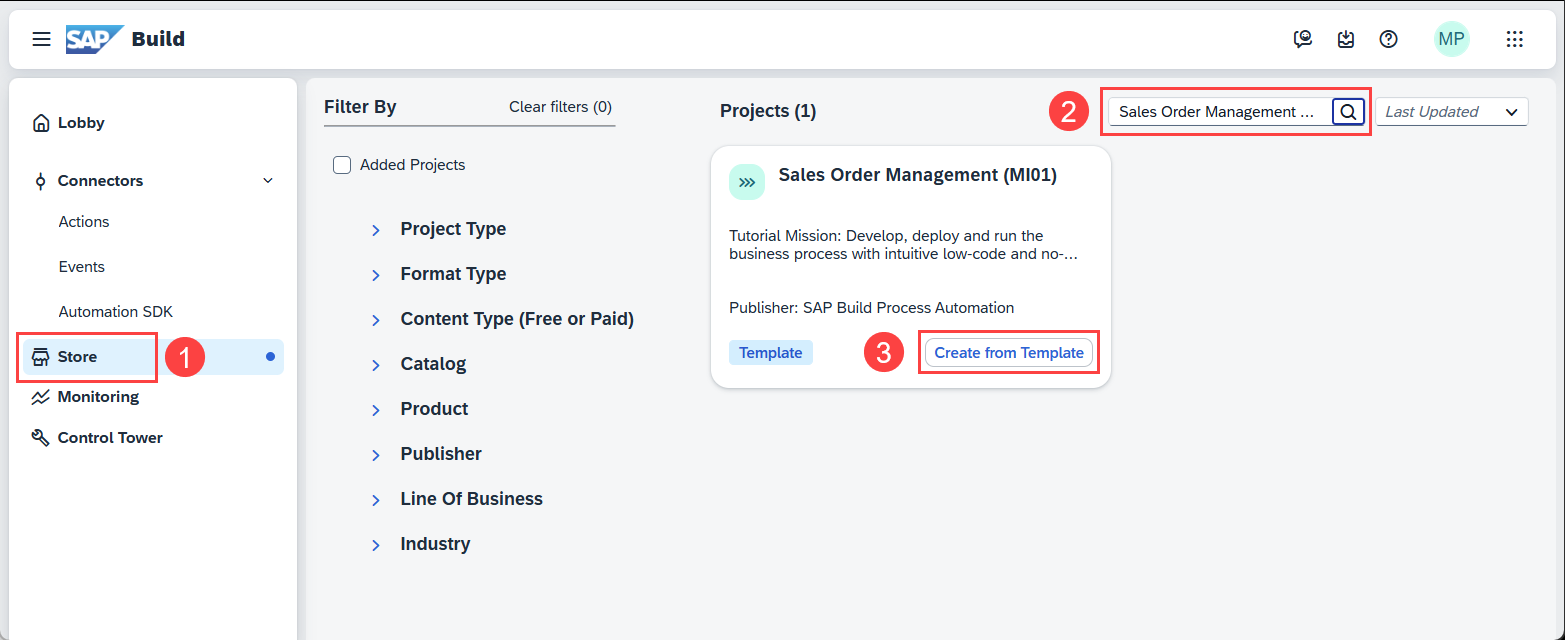 SAP Build
MP
Lobby
Connectors
Actions
Events
Automation SDK
Store
1
Monitoring
Control Tower
Filter By
Clear filters (0)
Added Projects
Project Type
Format Type
Content Type (Free or Paid)
Catalog
Product
Publisher
Line Of Business
Industry
Projects (1)
2
Sales Order Management ...
Last Updated
Sales Order Management (MI01)
Tutorial Mission: Develop, deploy and run the
business process with intuitive low-code and no-...
Publisher: SAP Build Process Automation
Template
3
Create from Template